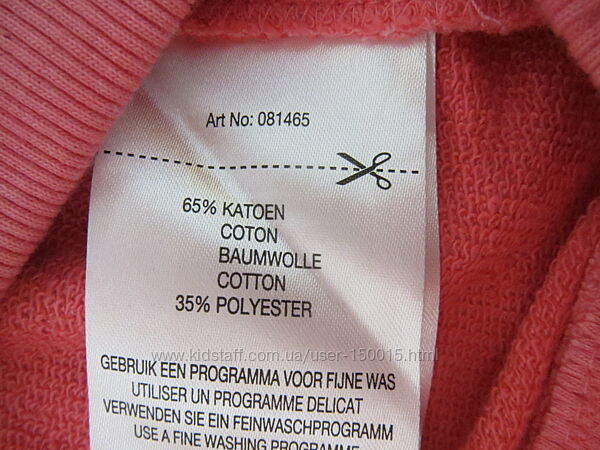 Art No: 081465
65% KATOEN
COTON
BAUMWOLLE
COTTON
35% POLYESTER
www.kidstaff.com.ua/user-150015.html
GEBRUIK EEN PROGRAMMA VOOR FIJNE WAS
UTILISER UN PROGRAMME DELICAT
VERWENDEN SIE EIN FEINWASCHPROGRAMM
USE A FINE WASHING PROGRAMME